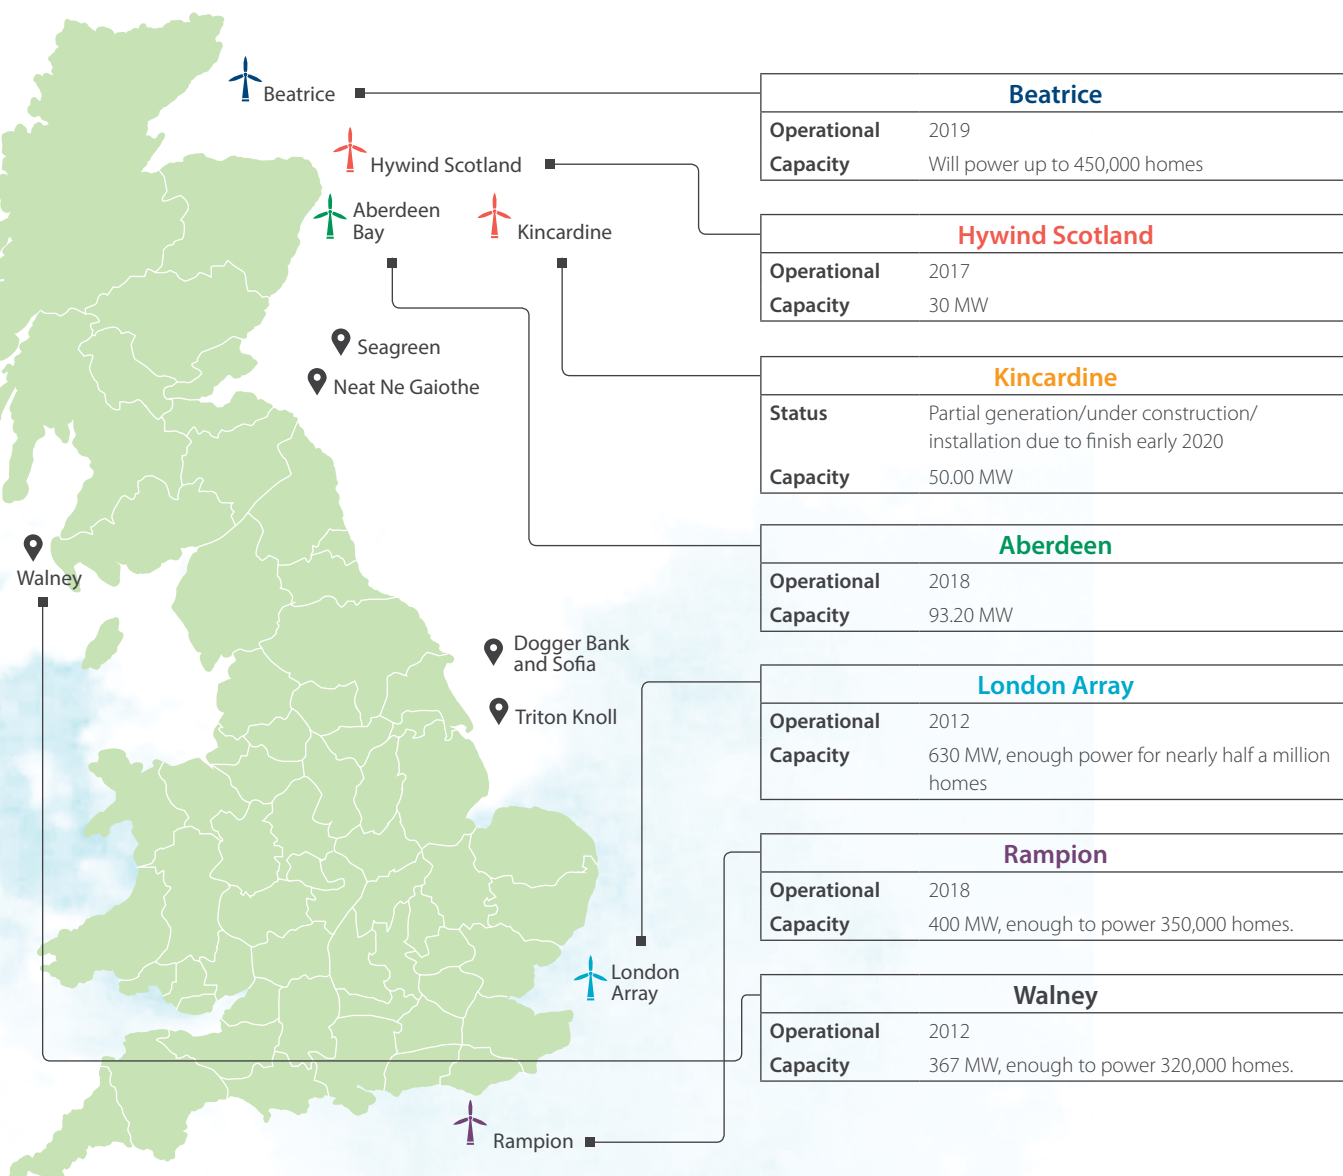 Beatrice
Hywind Scotland
Aberdeen
Bay
Kincardine
Seagreen
Neat Ne Gaiothe
Walney
Dogger Bank
and Sofia
Triton Knoll
London
Array
Rampion
Beatrice
Operational 2019
Capacity Will power up to 450,000 homes
Hywind Scotland
Operational 2017
Capacity 30 MW
Kincardine
Status Partial generation/under construction/
installation due to finish early 2020
Capacity 50.00 MW
Aberdeen
Operational 2018
Capacity 93.20 MW
London Array
Operational 2012
Capacity 630 MW, enough power for nearly half a million
homes
Rampion
Operational 2018
Capacity 400 MW, enough to power 350,000 homes.
Walney
Operational 2012
Capacity 367 MW, enough to power 320,000 homes.